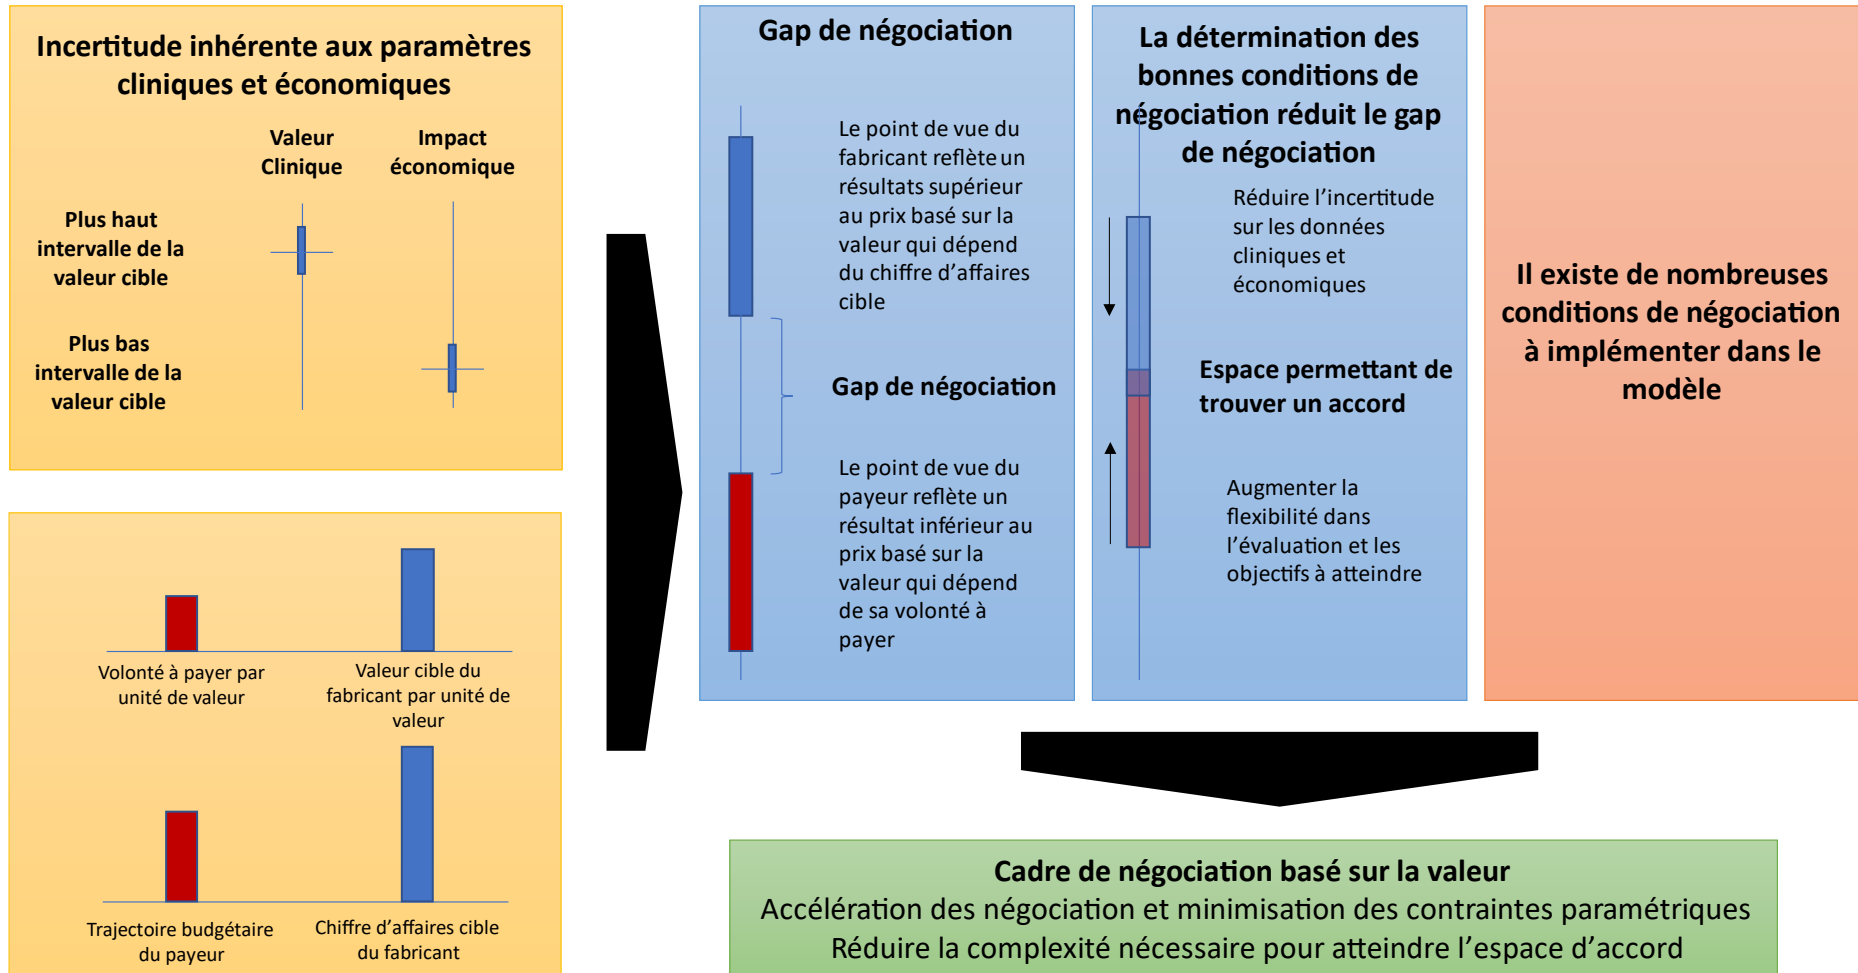 Incertitude inhérente aux paramètres
cliniques et économiques
Valeur
Clinique
Impact
économique
Plus haut
intervalle de la
valeur cible
Plus bas
intervalle de la
valeur cible
Volonté à payer par
unité de valeur
Valeur cible du
fabricant par unité de
valeur
Trajectoire budgétaire
du payeur
Chiffre d'affaires cible
du fabricant
Gap de négociation
Le point de vue du
fabricant reflète un
résultats supérieur
au prix basé sur la
valeur qui dépend
du chiffre d'affaires
cible
Gap de négociation
Le point de vue du
payeur reflète un
résultat inférieur au
prix basé sur la
valeur qui dépend
de sa volonté à
payer
La détermination des
bonnes conditions de
négociation réduit le gap
de négociation
Réduire l'incertitude
sur les données
cliniques et
économiques
Espace permettant de
trouver un accord
Augmenter la
flexibilité dans
l'évaluation et les
objectifs à atteindre
Il existe de nombreuses
conditions de négociation
à implémenter dans le
modèle
Cadre de négociation basé sur la valeur
Accélération des négociation et minimisation des contraintes paramétriques
Réduire la complexité nécessaire pour atteindre l'espace d'accord